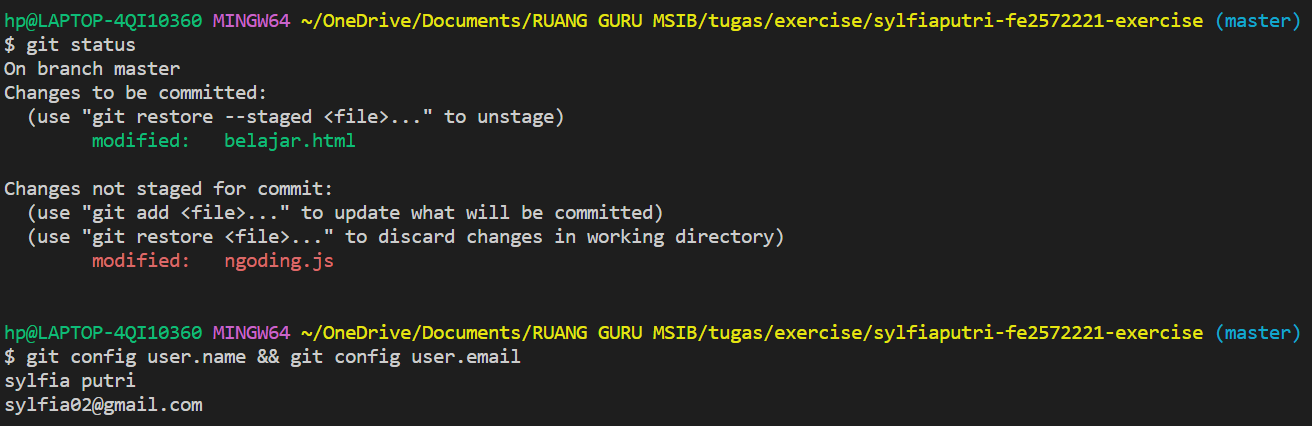 hp@LAPTOP-4QI10360 MINGW64 ~/OneDrive/Documents/RUANG GURU MSIB/tugas/exercise/sylfiaputri-fe2572221-exercise (master)
$ git status
On branch master
Changes to be committed:
  (use "git restore --staged <file>..." to unstage)
        modified:   belajar.html

Changes not staged for commit:
  (use "git add <file>..." to update what will be committed)
  (use "git restore <file>..." to discard changes in working directory)
        modified:   ngoding.js

hp@LAPTOP-4QI10360 MINGW64 ~/OneDrive/Documents/RUANG GURU MSIB/tugas/exercise/sylfiaputri-fe2572221-exercise (master)
$ git config user.name && git config user.email
sylfia putri
sylfia02@gmail.com